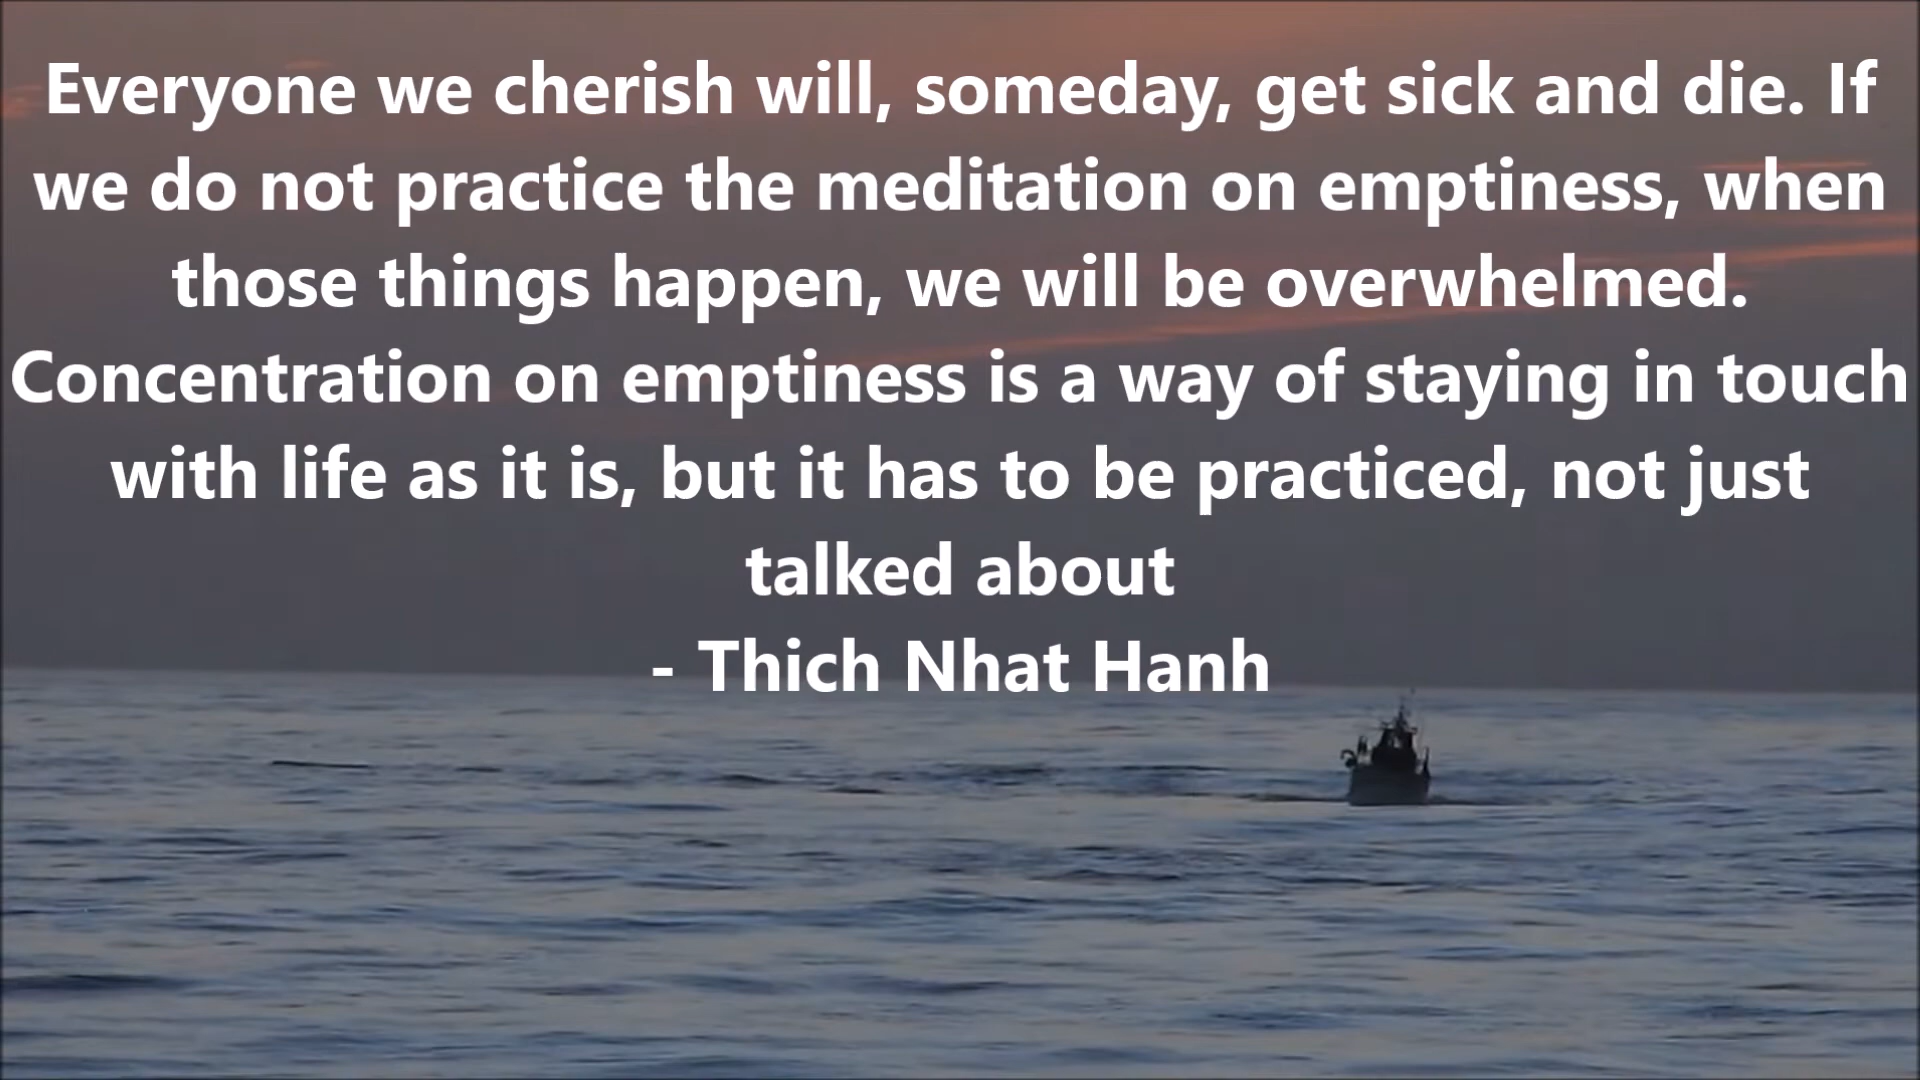 Everyone we cherish will, someday, get sick and die. If
we do not practice the meditation on emptiness, when
those things happen, we will be overwhelmed.
Concentration on emptiness is a way of staying in touch
with life as it is, but it has to be practiced, not just
talked about
- Thich Nhat Hanh